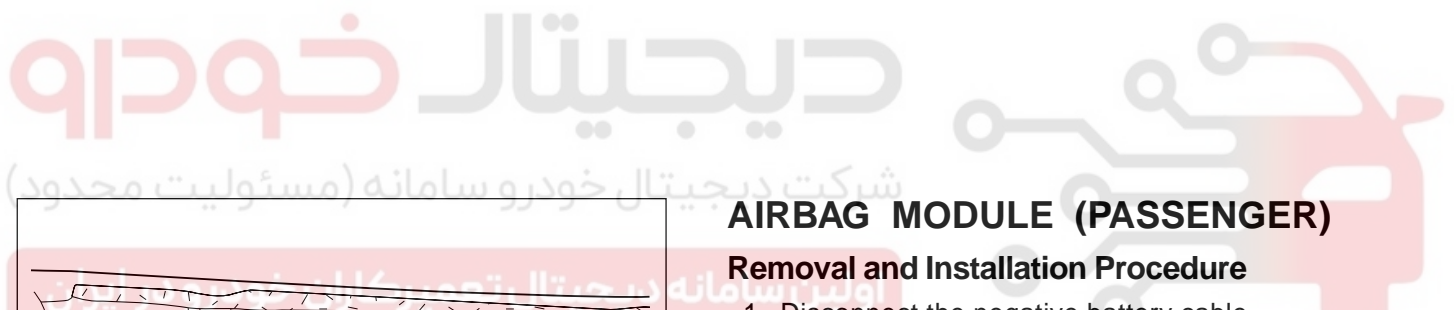 دیجیتال خودرو
شرکت دیجیتال خودرو سامانه (مسئولیت محدود)
AIRBAG MODULE (PASSENGER)
Removal and Installation Procedure
اولین سامانه دیجیتال تعمیرکاران خودرو در ایران
1. Disconnect the negative battery cable.